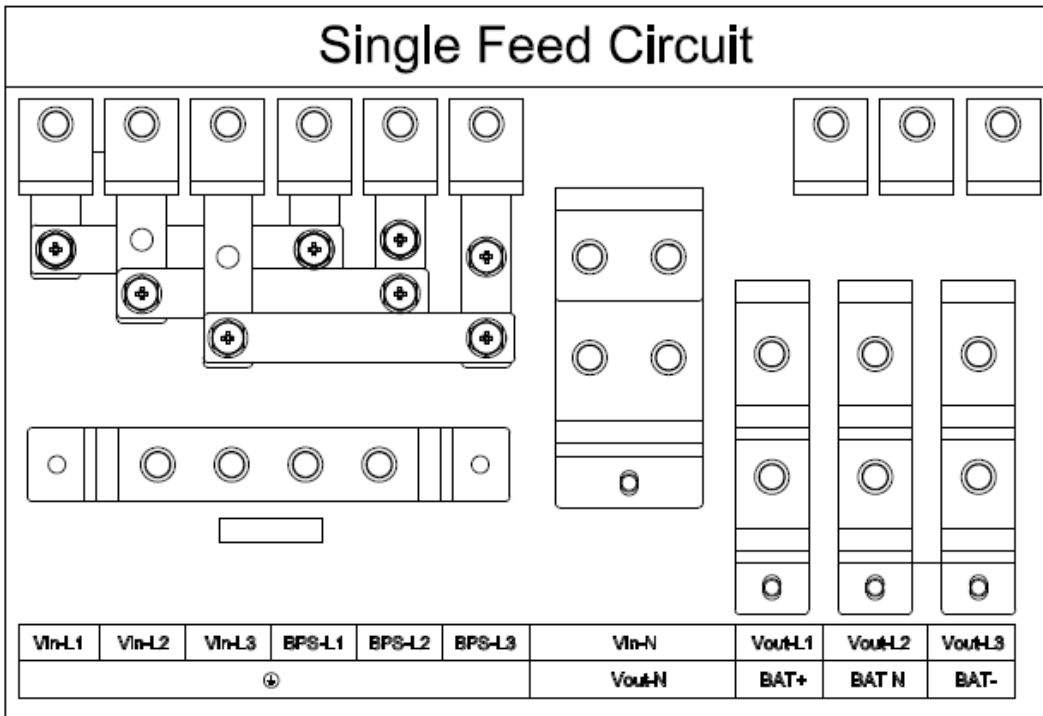 Single Feed Circuit
Vin-L1 Vin-L2 Vin-L3 BPS-L1 BPS-L2 BPS-L3 Vin-N Vout-L1 Vout-L2 Vout-L3
⏚ Vout-N BAT+ BAT N BAT-